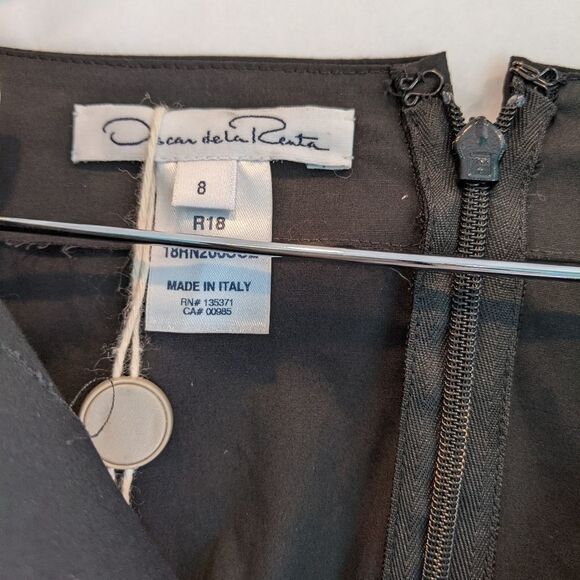 Oscar de la Renta
8
R18
MADE IN ITALY
RN# 135371
CA# 00985